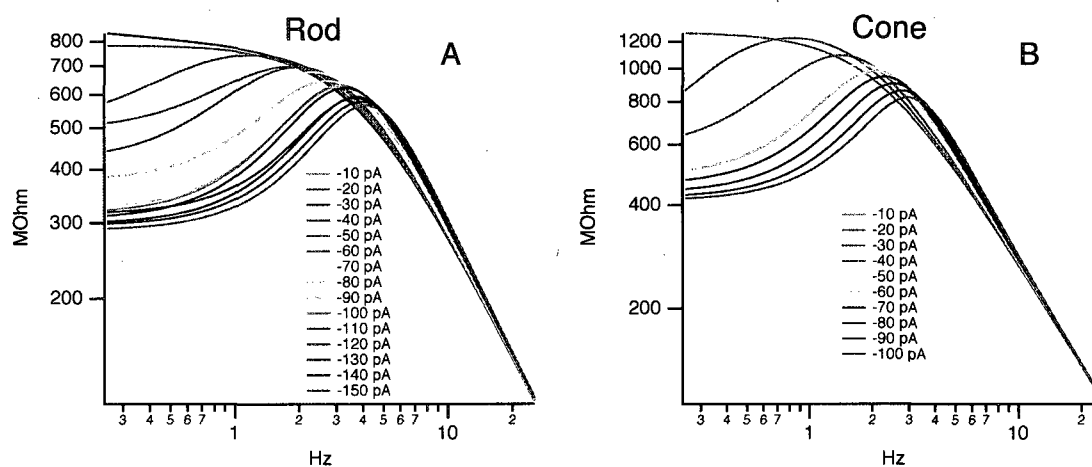 Rod
A
800
700
600
500
400
300
200
MOhm
-10 pA
-20 pA
-30 pA
-40 pA
-50 pA
-60 pA
-70 pA
-80 pA
-90 pA
-100 pA
-110 pA
-120 pA
-130 pA
-140 pA
-150 pA
3 4 5 6 7 2 3 4 5 6 7 2
1 10
Hz
Cone
B
1200
1000
800
600
400
200
MOhm
-10 pA
-20 pA
-30 pA
-40 pA
-50 pA
-60 pA
-70 pA
-80 pA
-90 pA
-100 pA
3 4 5 6 7 2 3 4 5 6 7 2
1 10
Hz